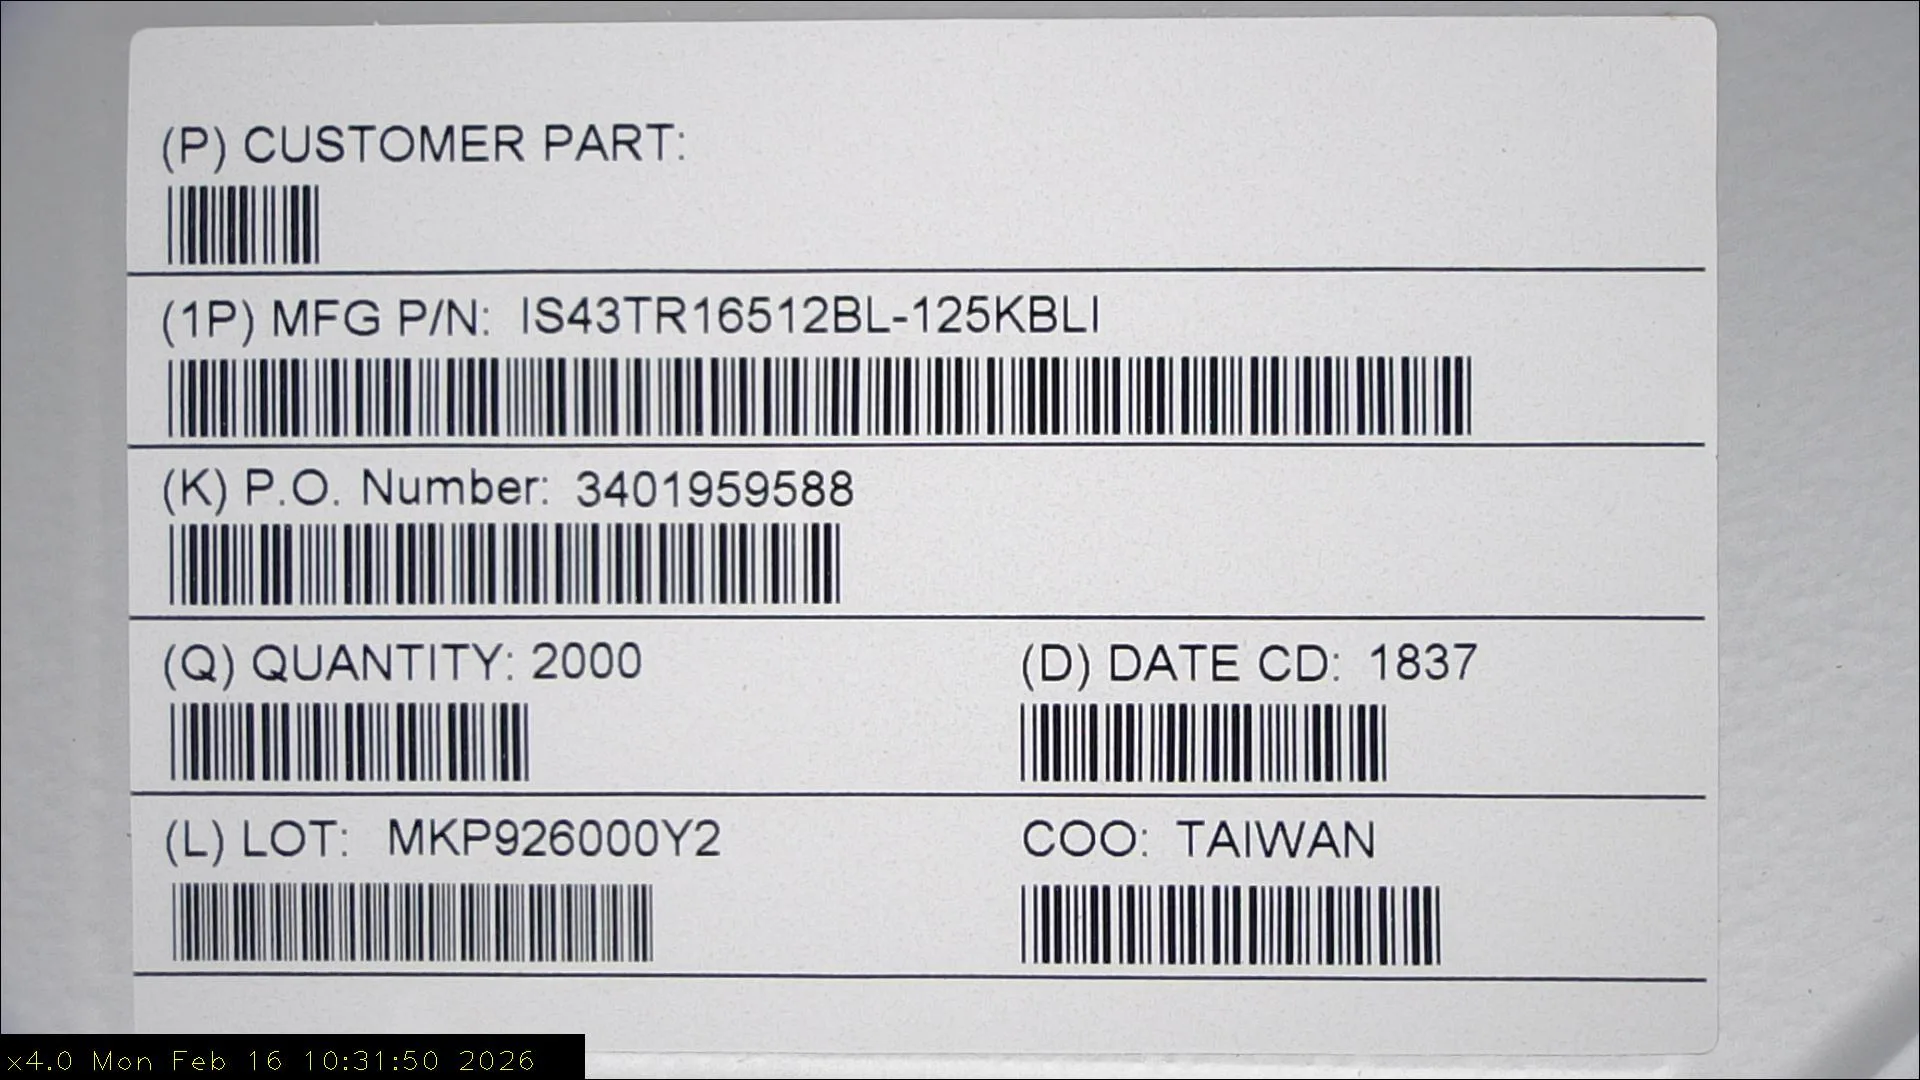 (P) CUSTOMER PART:
(1P) MFG P/N: IS43TR16512BL-125KBLI
(K) P.O. Number: 3401959588
(Q) QUANTITY: 2000
(D) DATE CD: 1837
(L) LOT: MKP926000Y2
COO: TAIWAN
x4.0 Mon Feb 16 10:31:50 2026